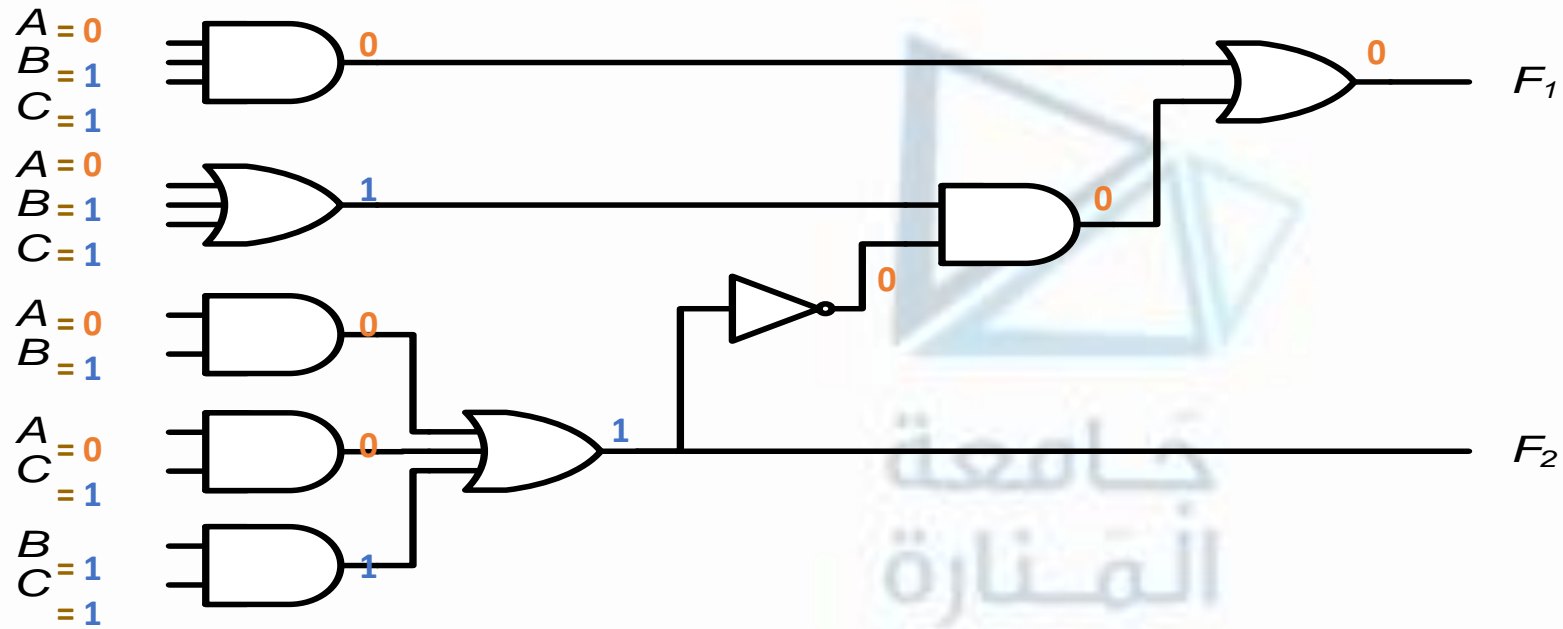 A = 0
B = 1
C = 1
0
0
F1
A = 0
B = 1
C = 1
1
0
0
A = 0
B = 1
0
A = 0
C = 1
0
1
F2
B = 1
C = 1
1
جامعة
المنارة